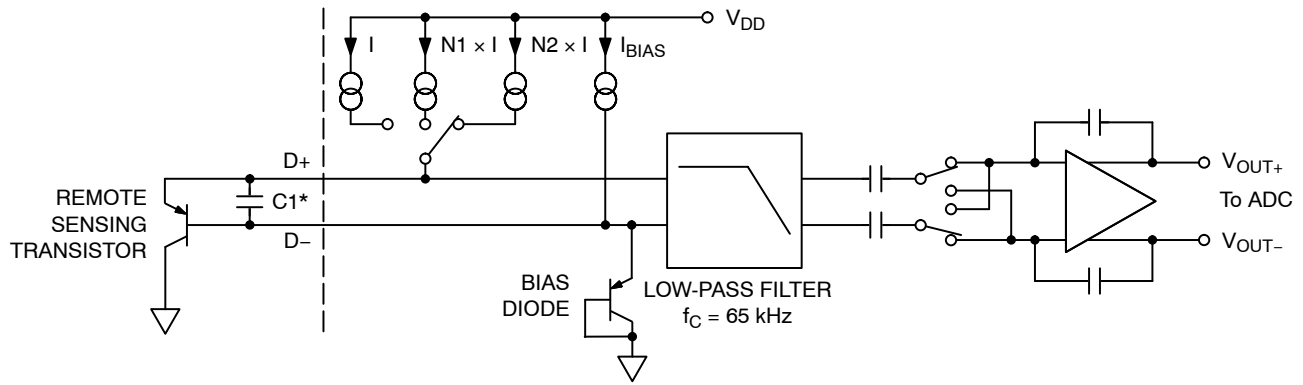 V_DD
I
N1 × I
N2 × I
I_BIAS
D+
REMOTE
SENSING
TRANSISTOR
C1*
D−
BIAS
DIODE
LOW-PASS FILTER
f_C = 65 kHz
V_OUT+
To ADC
V_OUT−